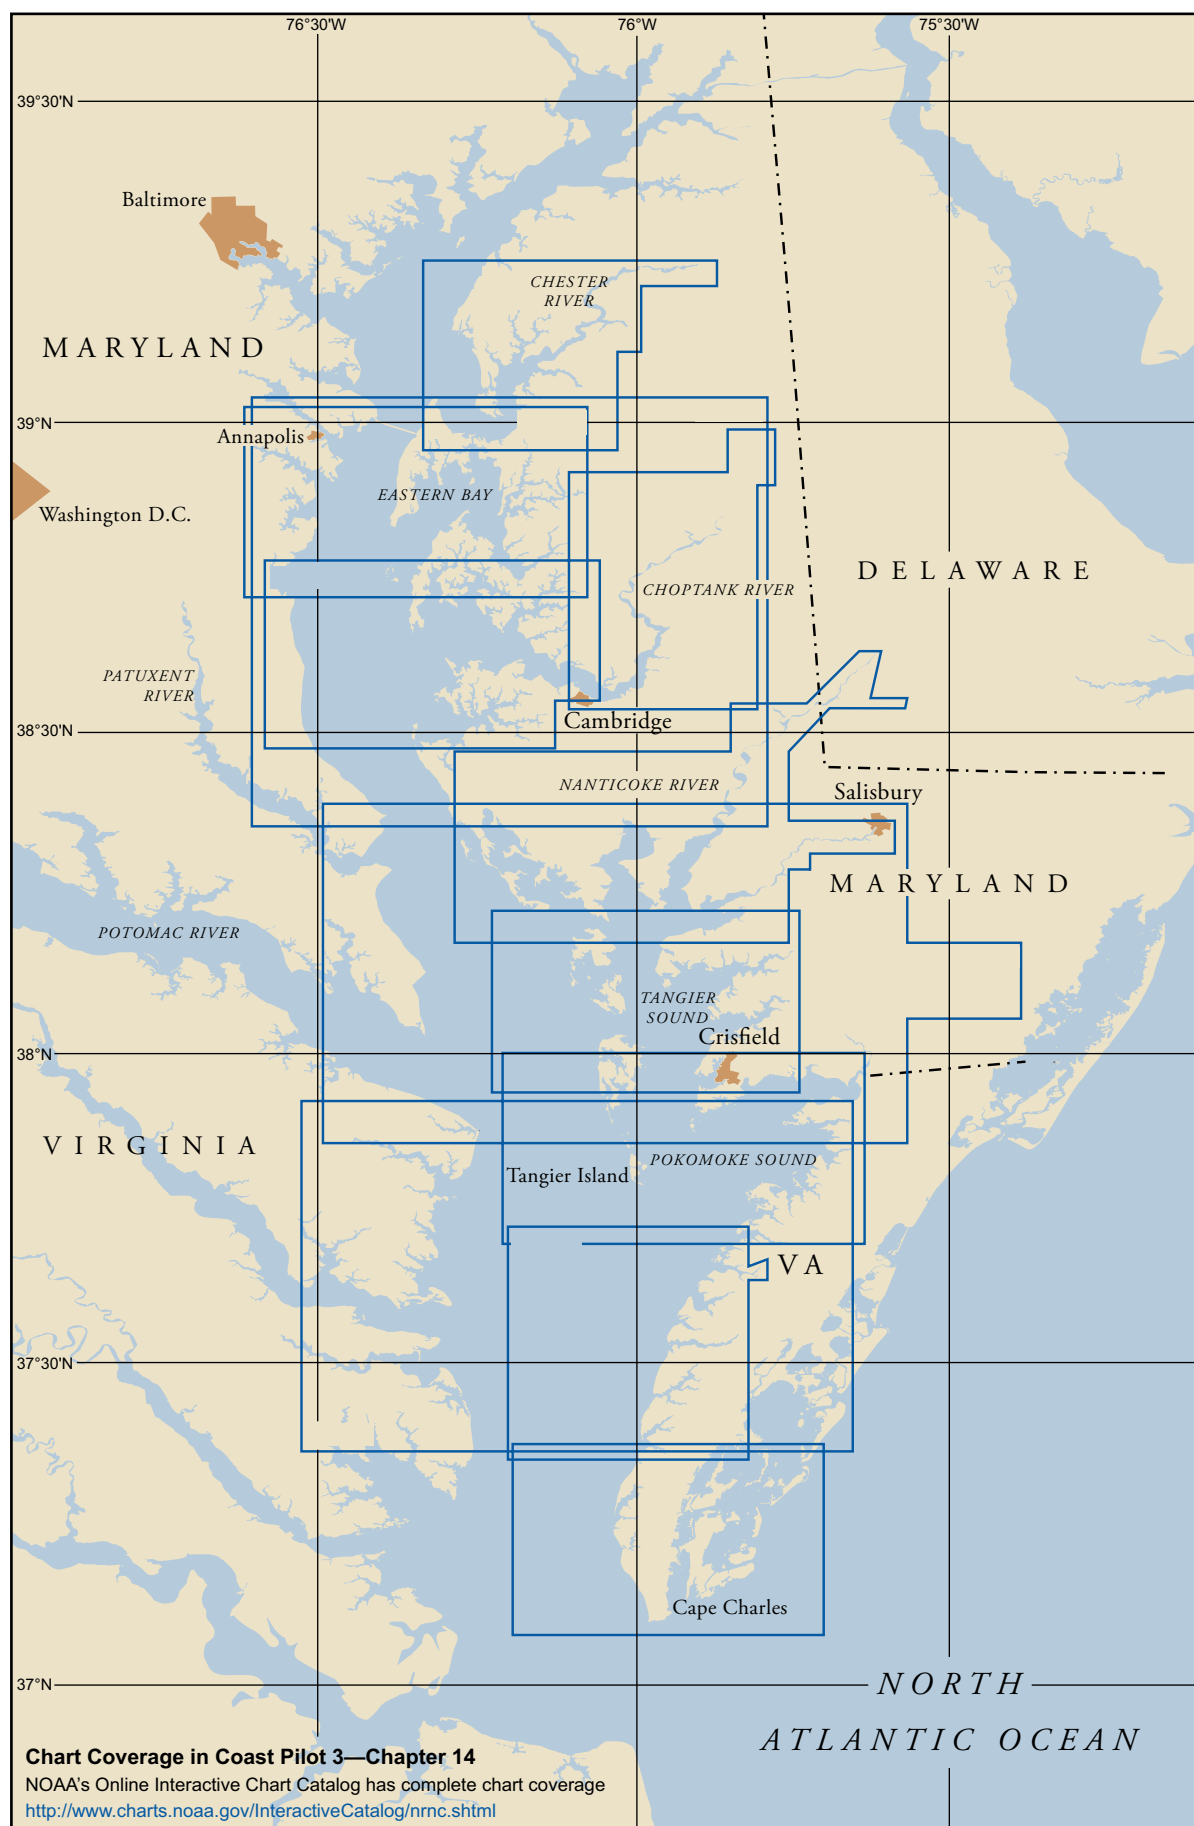 76°30'W
76°W
75°30'W
39°30'N
Baltimore
CHESTER
RIVER
MARYLAND
39°N
Annapolis
EASTERN BAY
Washington D.C.
DELAWARE
CHOPTANK RIVER
PATUXENT
RIVER
Cambridge
38°30'N
NANTICOKE RIVER
Salisbury
MARYLAND
POTOMAC RIVER
TANGIER
SOUND
Crisfield
38°N
VIRGINIA
POKOMOKE SOUND
Tangier Island
VA
37°30'N
Cape Charles
37°N
NORTH
ATLANTIC OCEAN
Chart Coverage in Coast Pilot 3—Chapter 14
NOAA's Online Interactive Chart Catalog has complete chart coverage
http://www.charts.noaa.gov/InteractiveCatalog/nrnc.shtml